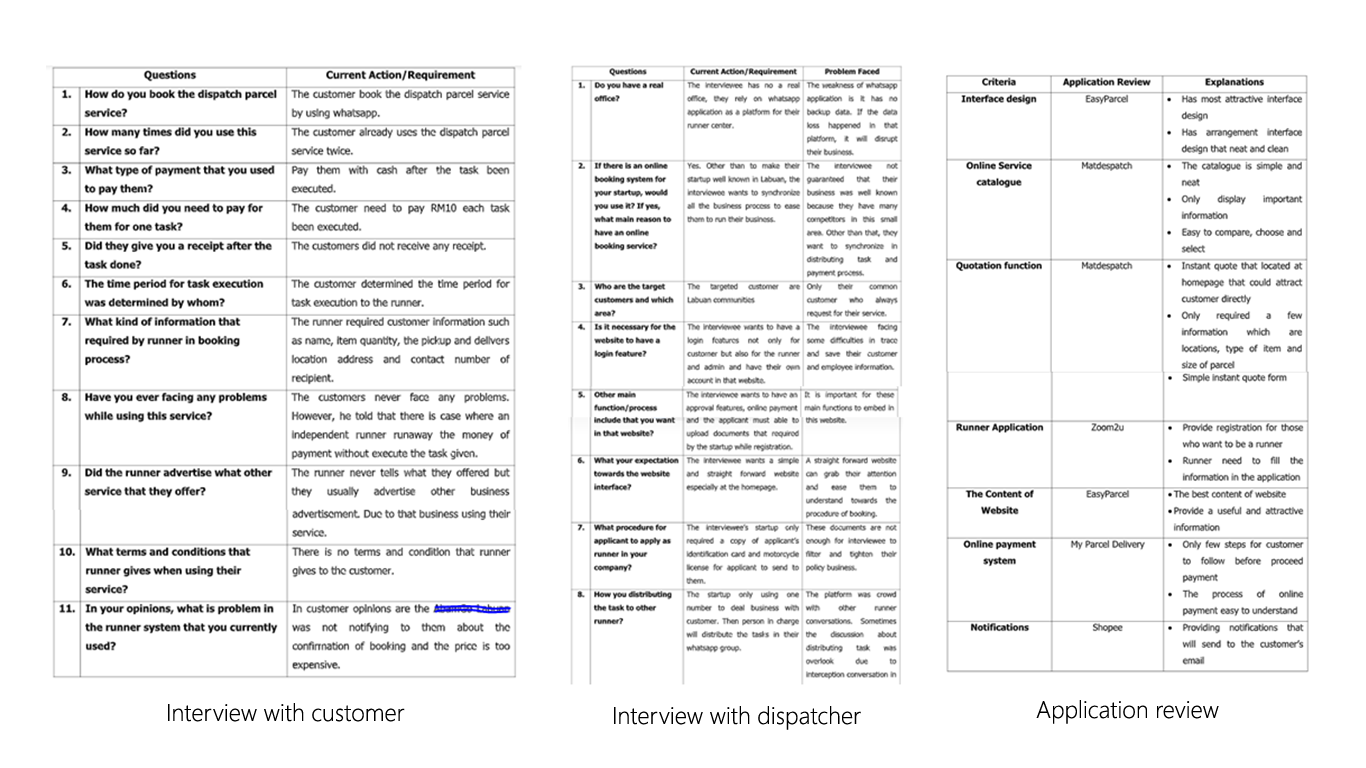 Questions
Current Action/Requirement
1. How do you book the dispatch parcel
service?
The customer book the dispatch parcel service
by using whatsapp.
2. How many times did you use this
service so far?
The customer already uses the dispatch parcel
service twice.
3. What type of payment that you used
to pay them?
Pay them with cash after the task been
executed.
4. How much did you need to pay for
them for one task?
The customer need to pay RM10 each task
been executed.
5. Did they give you a receipt after the
task done?
The customers did not receive any receipt.
6. The time period for task execution
was determined by whom?
The customer determined the time period for
task execution to the runner.
7. What kind of information that
required by runner in booking
process?
The runner required customer information such
as name, item quantity, the pickup and delivers
location address and contact number of
recipient.
8. Have you ever facing any problems
while using this service?
The customers never face any problems.
However, he told that there is case where an
independent runner runaway the money of
payment without execute the task given.
9. Did the runner advertise what other
service that they offer?
The runner never tells what they offered but
they usually advertise other business
advertisement. Due to that business using their
service.
10. What terms and conditions that
runner gives when using their
service?
There is no terms and condition that runner
gives to the customer.
11. In your opinions, what is problem in
the runner system that you currently
used?
In customer opinions are the
was not notifying to them about the
confirmation of booking and the price is too
expensive.
Interview with customer
Questions
Current Action/Requirement
Problem Faced
1. Do you have a real
office?
The interviewee has no a real
office, they rely on whatsapp
application as a platform for their
runner center.
The weakness of whatsapp
application is it has no
backup data. If the data
loss happened in that
platform, it will disrupt
their business.
2. If there is an online
booking system for
your startup, would
you use it? If yes,
what main reason to
have an online
booking service?
Yes. Other than to make their
startup well known in Labuan, the
interviewee wants to synchronize
all the business process to ease
them to run their business.
The interviewee not
guaranteed that their
business was well known
because they have many
competitors in this small
area. Other than that, they
want to synchronize in
distributing task and
payment process.
3. Who are the target
customers and which
area?
The targeted customer are
Labuan communities
Only their common
customer who always
request for their service.
4. Is it necessary for the
website to have a
login feature?
The interviewee wants to have a
login features not only for
customer but also for the runner
and admin and have their own
account in that website.
The interviewee facing
some difficulties in trace
and save their customer
and employee information.
5. Other main
function/process
include that you want
in that website?
The interviewee wants to have an
approval features, online payment
and the applicant must able to
upload documents that required
by the startup while registration.
It is important for these
main functions to embed in
this website.
6. What your expectation
towards the website
interface?
The interviewee wants a simple
and straight forward website
especially at the homepage.
A straight forward website
can grab their attention
and ease them to
understand towards the
procedure of booking.
7. What procedure for
applicant to apply as
runner in your
company?
The interviewee's startup only
required a copy of applicant's
identification card and motorcycle
license for applicant to send to
them.
These documents are not
enough for interviewee to
filter and tighten their
policy business.
8. How you distributing
the task to other
runner?
The startup only using one
number to deal business with
customer. Then person in charge
will distribute the tasks in their
whatsapp group.
The platform was crowd
with other runner
conversations. Sometimes
the discussion about
distributing task was
overlook due to
interception conversation in
Interview with dispatcher
Criteria
Application Review
Explanations
Interface design
EasyParcel
• Has most attractive interface
design
• Has arrangement interface
design that neat and clean
Online Service
catalogue
Matdespatch
• The catalogue is simple and
neat
• Only display important
information
• Easy to compare, choose and
select
Quotation function
Matdespatch
• Instant quote that located at
homepage that could attract
customer directly
• Only required a few
information which are
locations, type of item and
size of parcel
• Simple instant quote form
Runner Application
Zoom2u
• Provide registration for those
who want to be a runner
• Runner need to fill the
information in the application
The Content of
Website
EasyParcel
• The best content of website
• Provide a useful and attractive
information
Online payment
system
My Parcel Delivery
• Only few steps for customer
to follow before proceed
payment
• The process of online
payment easy to understand
Notifications
Shopee
• Providing notifications that
will send to the customer's
email
Application review